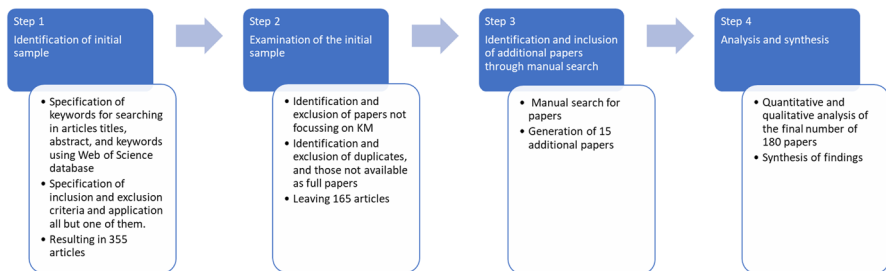 Step 1
Identification of initial
sample
• Specification of
keywords for searching
in articles titles,
abstract, and keywords
using Web of Science
database
• Specification of
inclusion and exclusion
criteria and application
all but one of them.
• Resulting in 355
articles
Step 2
Examination of the initial
sample
• Identification and
exclusion of papers not
focussing on KM
• Identification and
exclusion of duplicates,
and those not available
as full papers
• Leaving 165 articles
Step 3
Identification and inclusion
of additional papers
through manual search
• Manual search for
papers
• Generation of 15
additional papers
Step 4
Analysis and synthesis
• Quantitative and
qualitative analysis of
the final number of
180 papers
• Synthesis of findings